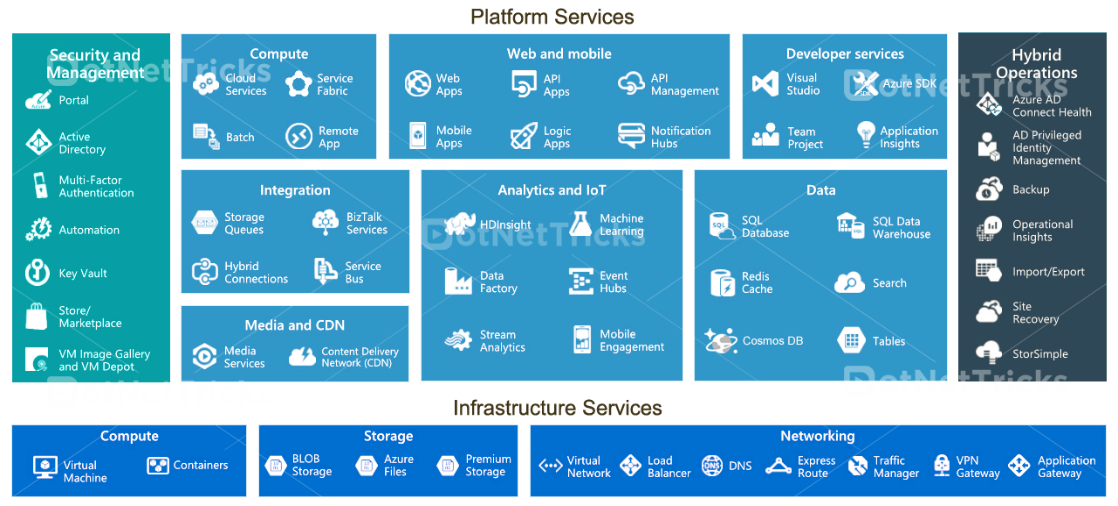 Platform Services
Security and
Management
Portal
Active
Directory
Multi-Factor
Authentication
Automation
Key Vault
Store/
Marketplace
VM Image Gallery
and VM Depot
Compute
Cloud
Services
Service
Fabric
Batch
Remote
App
Web and mobile
Web
Apps
API
Apps
API
Management
Mobile
Apps
Logic
Apps
Notification
Hubs
Developer services
Visual
Studio
Azure SDK
Team
Project
Application
Insights
Integration
Storage
Queues
BizTalk
Services
Hybrid
Connections
Service
Bus
Media and CDN
Media
Services
Content Delivery
Network (CDN)
Analytics and IoT
HDInsight
Machine
Learning
Data
Factory
Event
Hubs
Stream
Analytics
Mobile
Engagement
Data
SQL
SQL
Database
SQL Data
Warehouse
Redis
Cache
Search
Cosmos DB
Tables
Hybrid
Operations
Azure AD
Connect Health
AD Privileged
Identity
Management
Backup
Operational
Insights
Import/Export
Site
Recovery
StorSimple
DotNetTricks
DotNetTricks
DotNetTricks
DotNetTricks
DotNetTricks
Infrastructure Services
Compute
Virtual
Machine
Containers
Storage
BLOB
Storage
Azure
Files
Premium
Storage
Networking
Virtual
Network
Load
Balancer
DNS
DNS
Express
Route
Traffic
Manager
VPN
Gateway
Application
Gateway